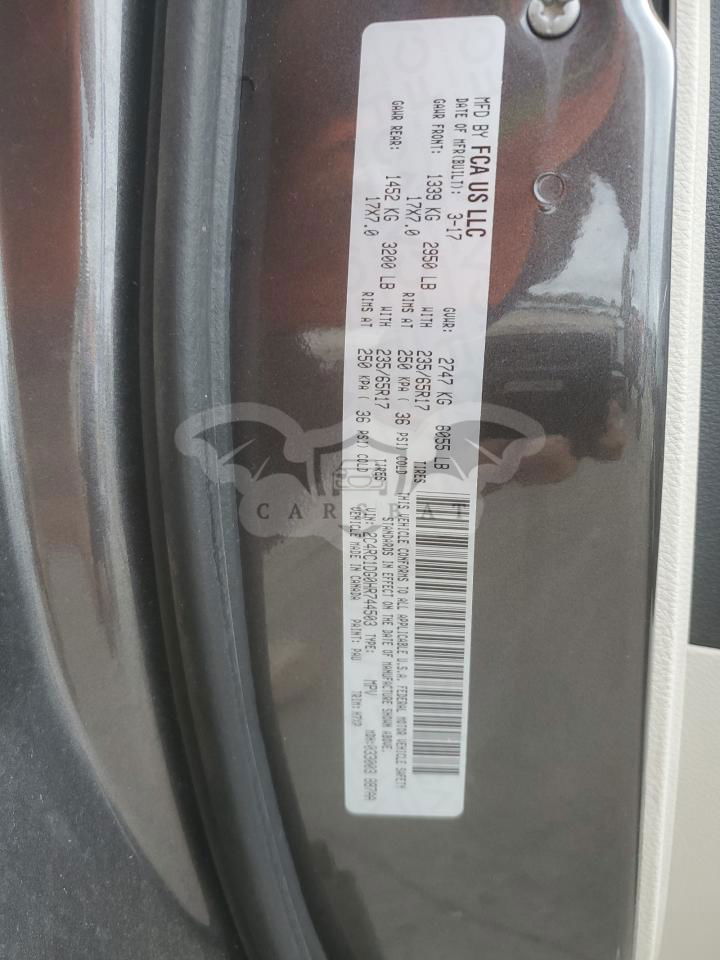 MFD BY FCA US LLC
DATE OF MFR(BUILT): 3-17 GVWR: 2747 KG 6055 LB
GAWR FRONT: 1339 KG 2950 LB WITH 235/65R17 TIRES
17X7.0 RIMS AT 250 KPA ( 36 PSI) COLD
GAWR REAR: 1452 KG 3200 LB WITH 235/65R17 TIRES
17X7.0 RIMS AT 250 KPA ( 36 PSI) COLD
THIS VEHICLE CONFORMS TO ALL APPLICABLE U.S.A. FEDERAL MOTOR VEHICLE SAFETY
STANDARDS IN EFFECT ON THE DATE OF MANUFACTURE SHOWN ABOVE.
VIN: 2C4RC1DG0HR744503 TYPE: MPV
VEHICLE MADE IN CANADA PAINT: PAU TRIM: